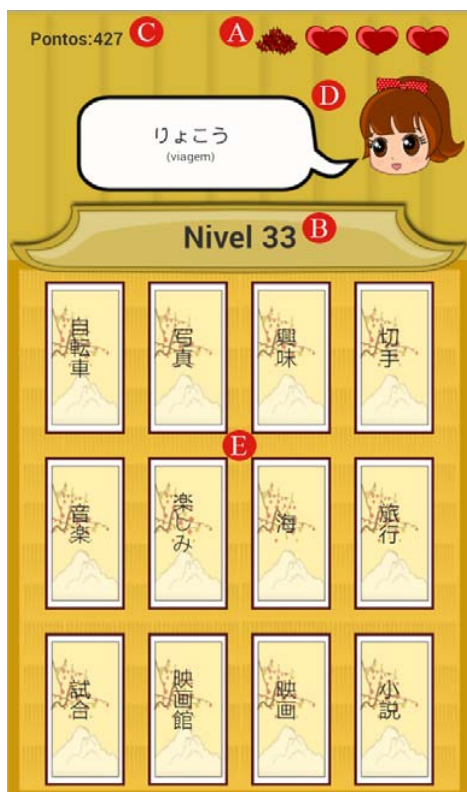 Pontos:427 C A
D
りょこう
(viagem)
Nivel 33 B
自転車 写真 興味 切手
E
音楽 楽しみ 海 旅行
試合 映画館 映画 小説